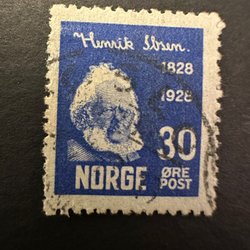 Henrik Ibsen.
1828
1928
30
NORGE ØRE
POST